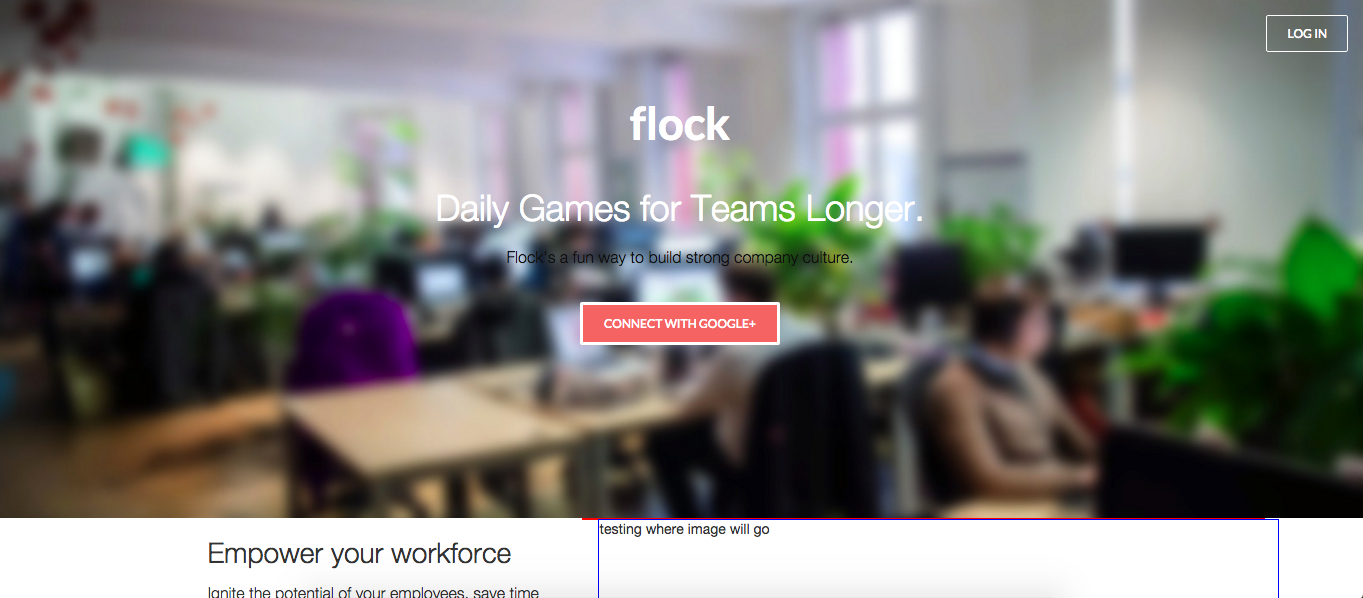 LOG IN
flock
Daily Games for Teams Longer.
Flock's a fun way to build strong company culture.
CONNECT WITH GOOGLE+
testing where image will go
Empower your workforce
Ignite the potential of your employees, save time